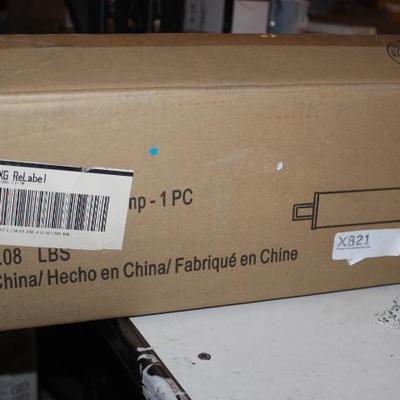 XG ReLabel
mp - 1 PC
X821
.08 LBS
China/ Hecho en China/ Fabriqué en Chine